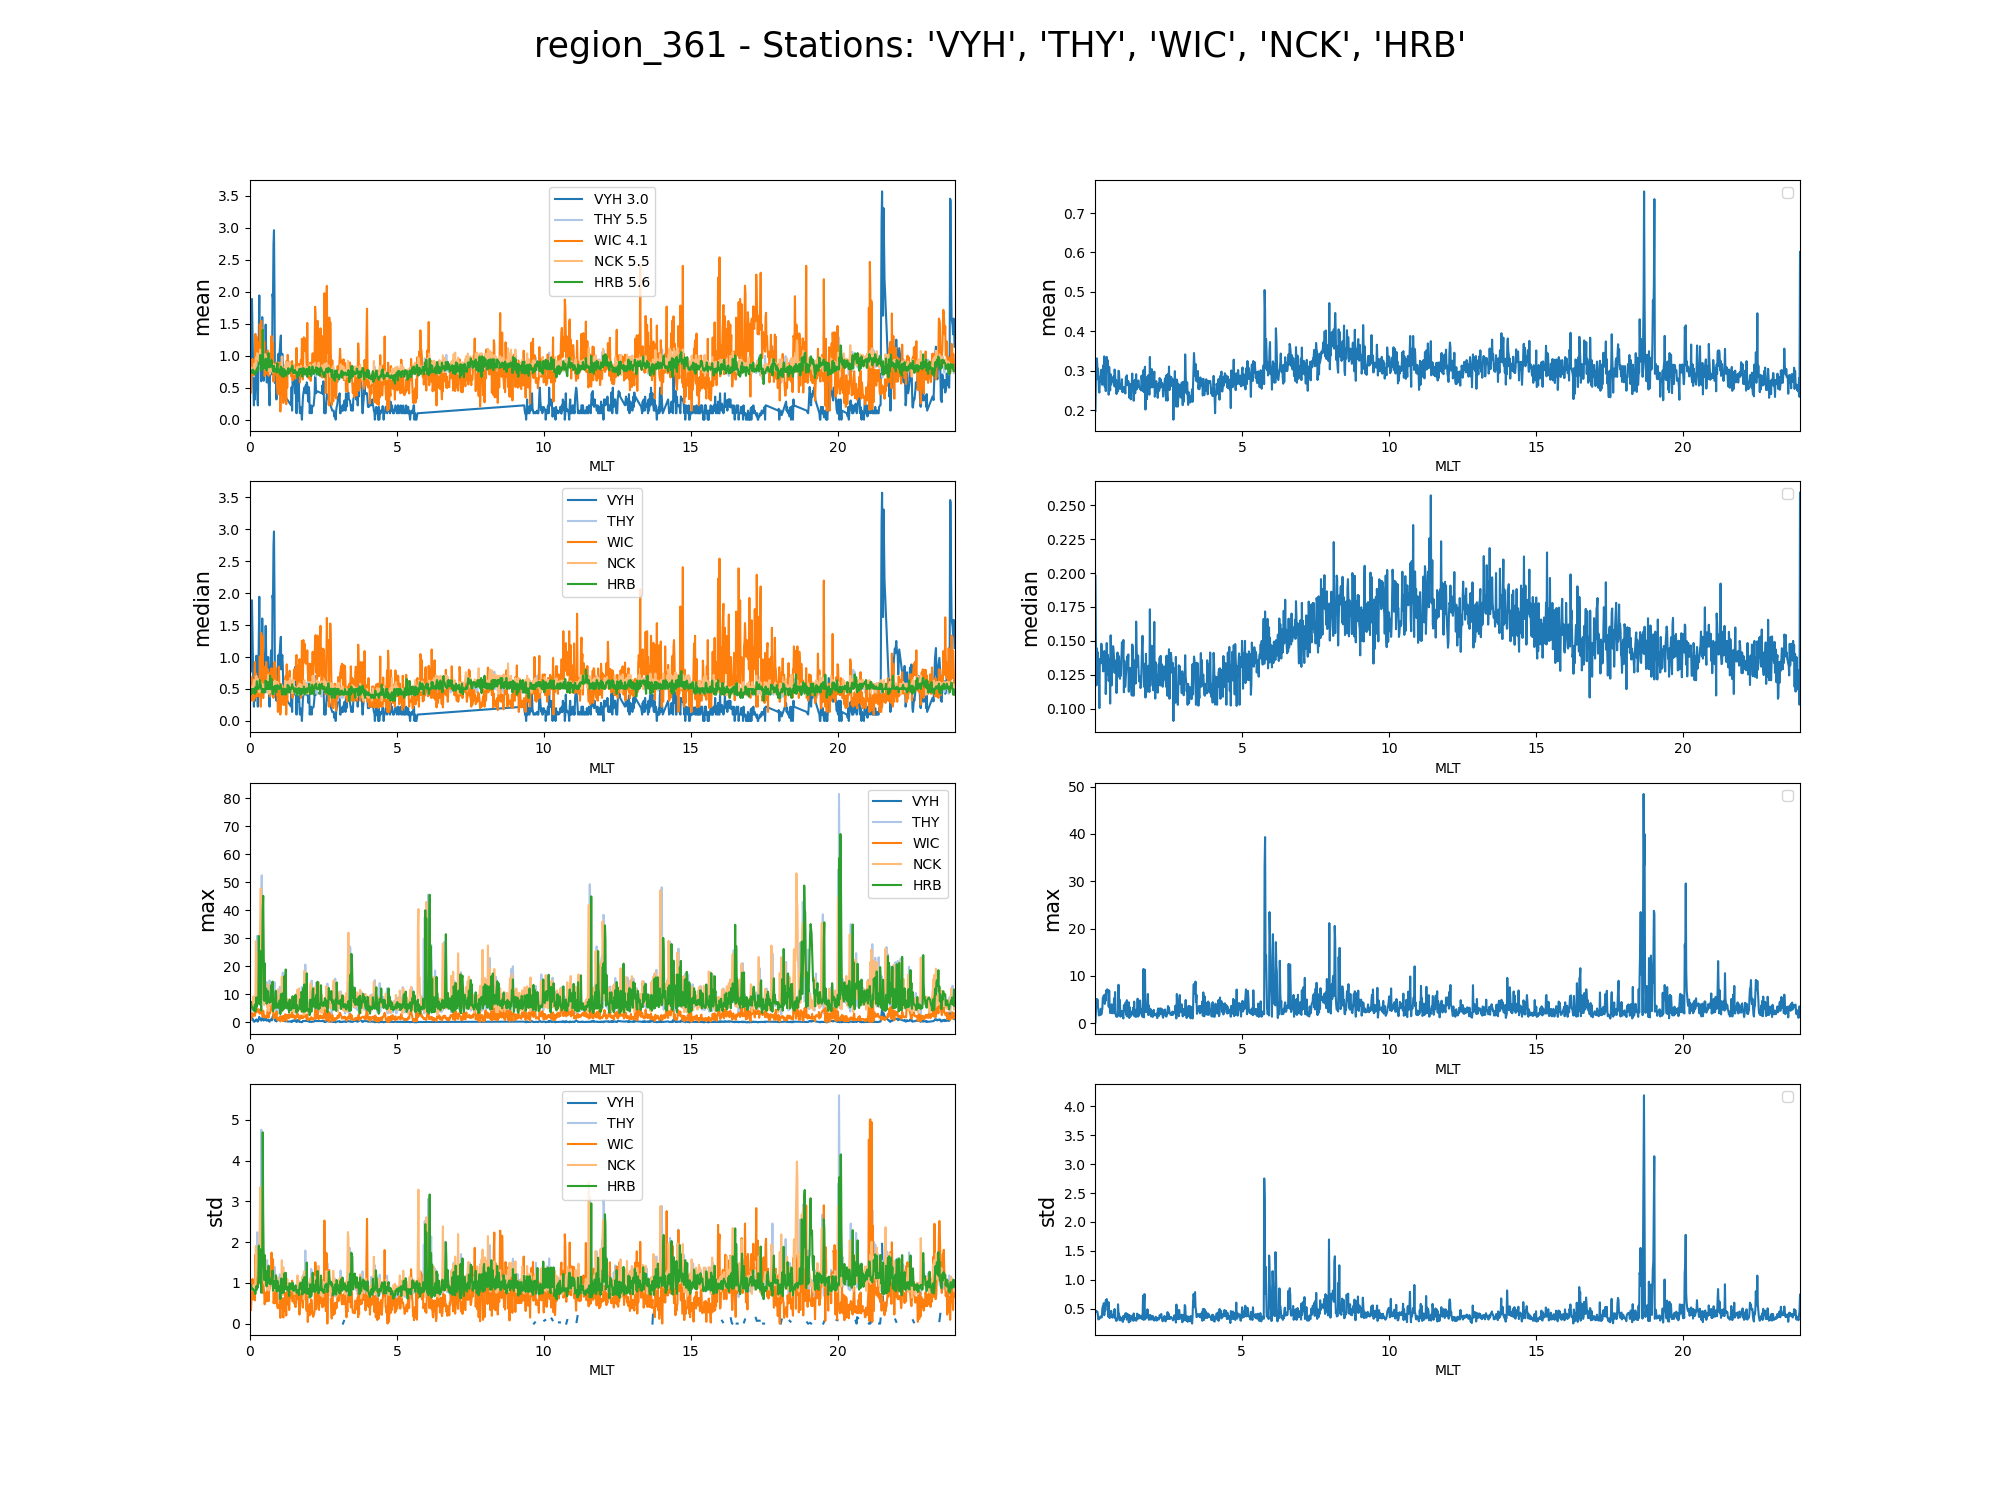 region_361 - Stations: 'VYH', 'THY', 'WIC', 'NCK', 'HRB'
mean
3.5
3.0
2.5
2.0
1.5
1.0
0.5
0.0
0 5 10 15 20
MLT
VYH 3.0
THY 5.5
WIC 4.1
NCK 5.5
HRB 5.6
mean
0.7
0.6
0.5
0.4
0.3
0.2
5 10 15 20
MLT
median
3.5
3.0
2.5
2.0
1.5
1.0
0.5
0.0
0 5 10 15 20
MLT
VYH
THY
WIC
NCK
HRB
median
0.250
0.225
0.200
0.175
0.150
0.125
0.100
5 10 15 20
MLT
max
80
70
60
50
40
30
20
10
0
0 5 10 15 20
MLT
VYH
THY
WIC
NCK
HRB
max
50
40
30
20
10
0
5 10 15 20
MLT
std
5
4
3
2
1
0
0 5 10 15 20
MLT
VYH
THY
WIC
NCK
HRB
std
4.0
3.5
3.0
2.5
2.0
1.5
1.0
0.5
5 10 15 20
MLT